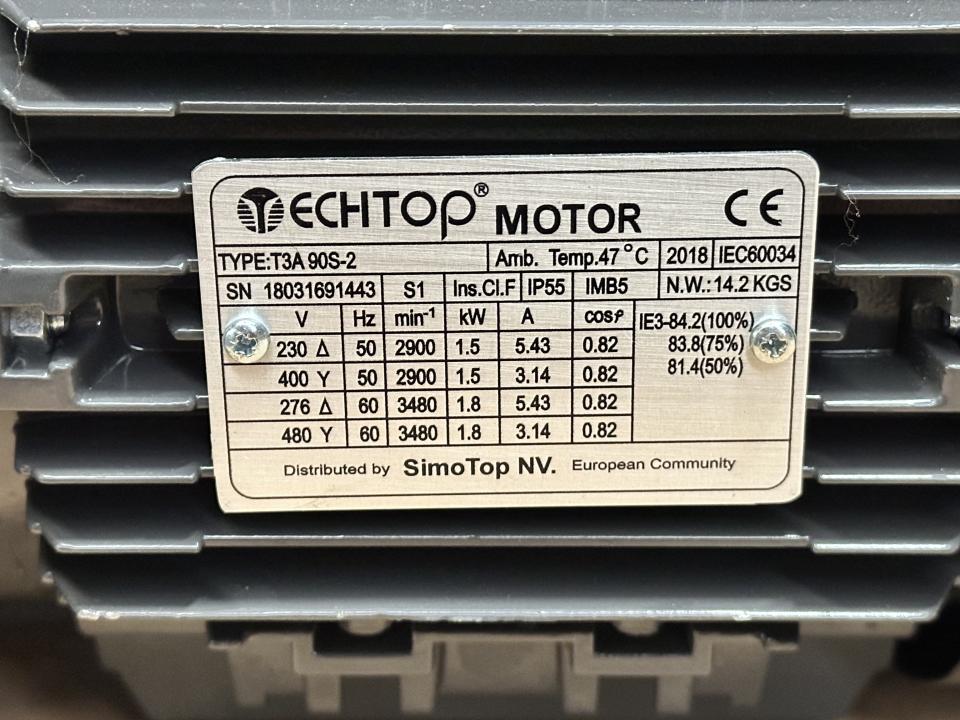 TECHTOP® MOTOR CE
TYPE:T3A 90S-2 Amb. Temp.47 °C 2018 IEC60034
SN 18031691443 S1 Ins.Cl.F IP55 IMB5 N.W.:14.2 KGS
V Hz min⁻¹ kW A cosφ IE3-84.2(100%)
230 Δ 50 2900 1.5 5.43 0.82 83.8(75%)
400 Y 50 2900 1.5 3.14 0.82 81.4(50%)
276 Δ 60 3480 1.8 5.43 0.82
480 Y 60 3480 1.8 3.14 0.82
Distributed by SimoTop NV. European Community